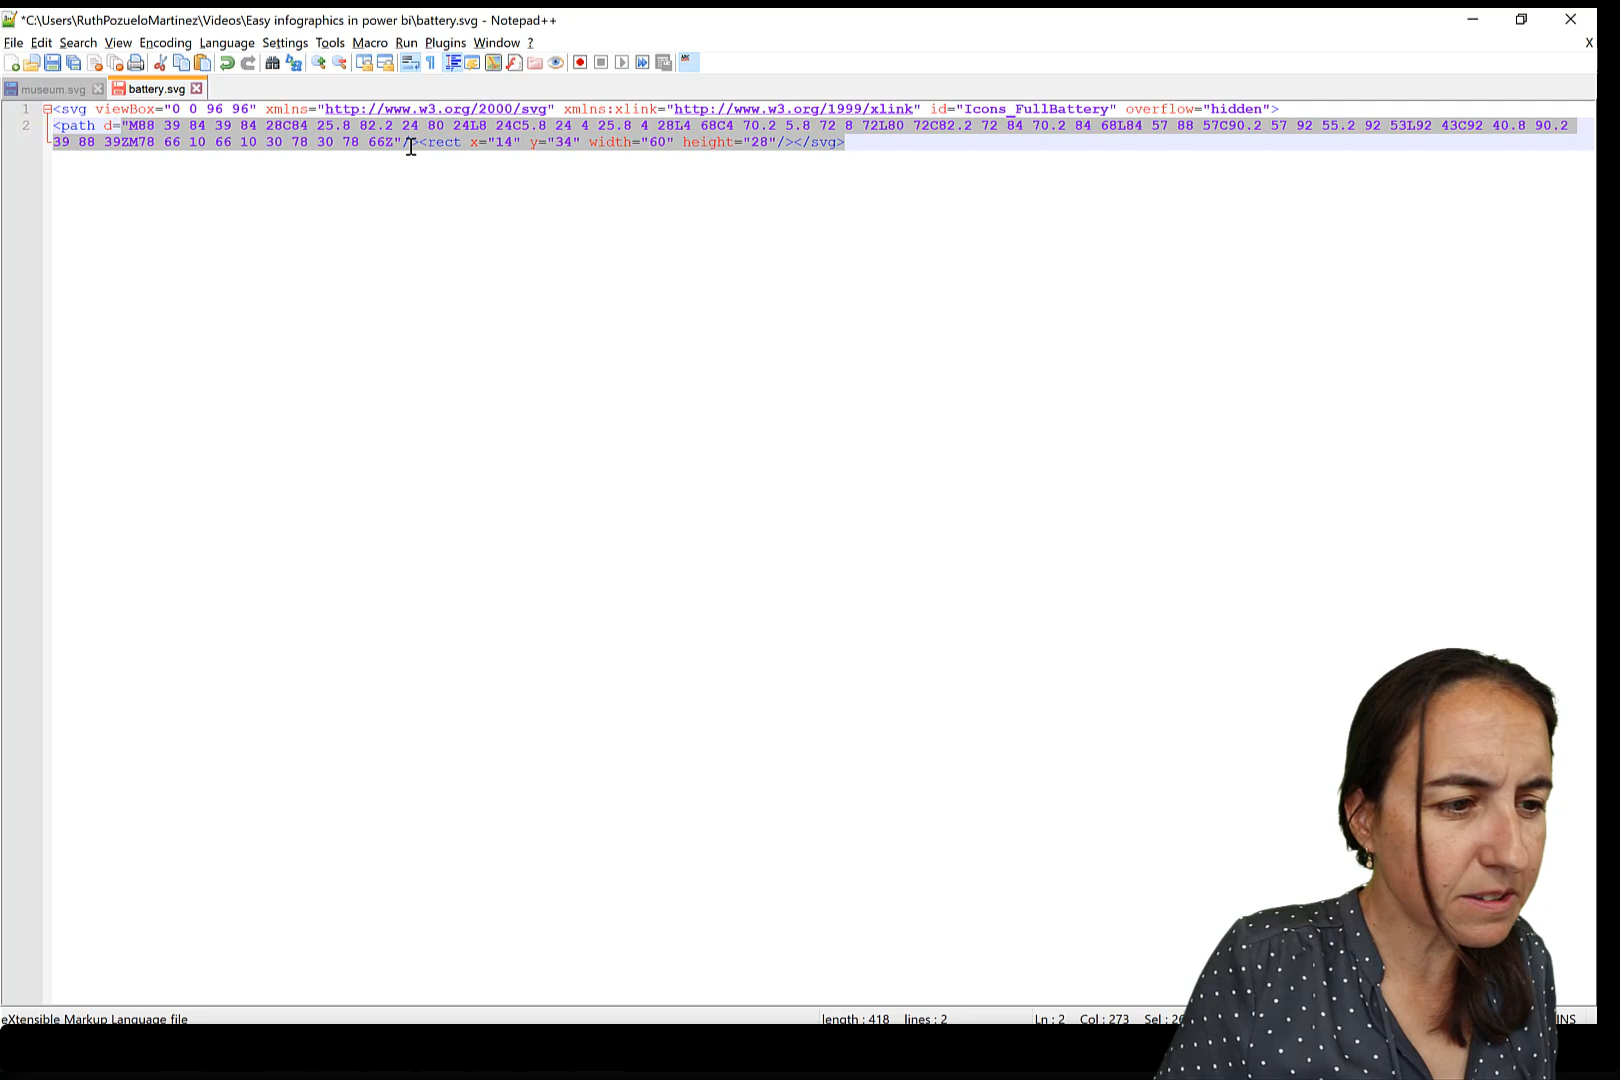 *C:\Users\RuthPozueloMartinez\Videos\Easy infographics in power bi\battery.svg - Notepad++
File Edit Search View Encoding Language Settings Tools Macro Run Plugins Window ? X
museum.svg battery.svg
1 <svg viewBox="0 0 96 96" xmlns="http://www.w3.org/2000/svg" xmlns:xlink="http://www.w3.org/1999/xlink" id="Icons_FullBattery" overflow="hidden">
2 <path d="M88 39 84 39 84 28C84 25.8 82.2 24 80 24L8 24C5.8 24 4 25.8 4 28L4 68C4 70.2 5.8 72 8 72L80 72C82.2 72 84 70.2 84 68L84 57 88 57C90.2 57 92 55.2 92 53L92 43C92 40.8 90.2
39 88 39ZM78 66 10 66 10 30 78 30 78 66Z"/><rect x="14" y="34" width="60" height="28"/></svg>
eXtensible Markup Language file length : 418 lines : 2 Ln : 2 Col : 273 Sel : INS